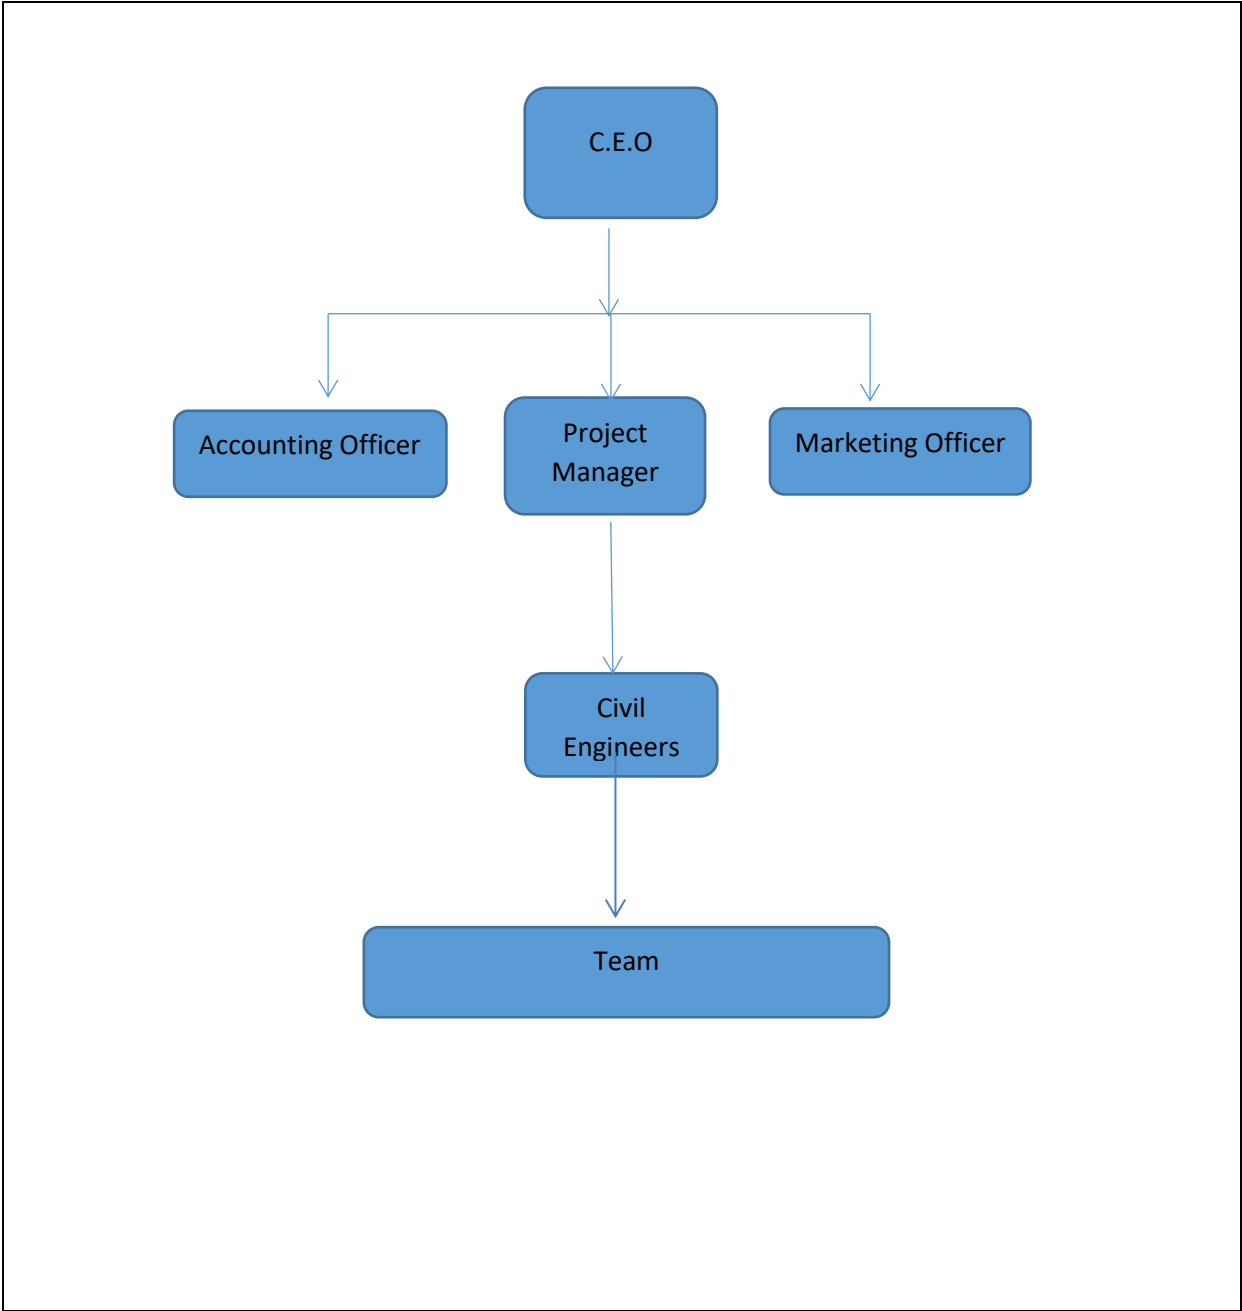 C.E.O
Accounting Officer
Project
Manager
Marketing Officer
Civil
Engineers
Team